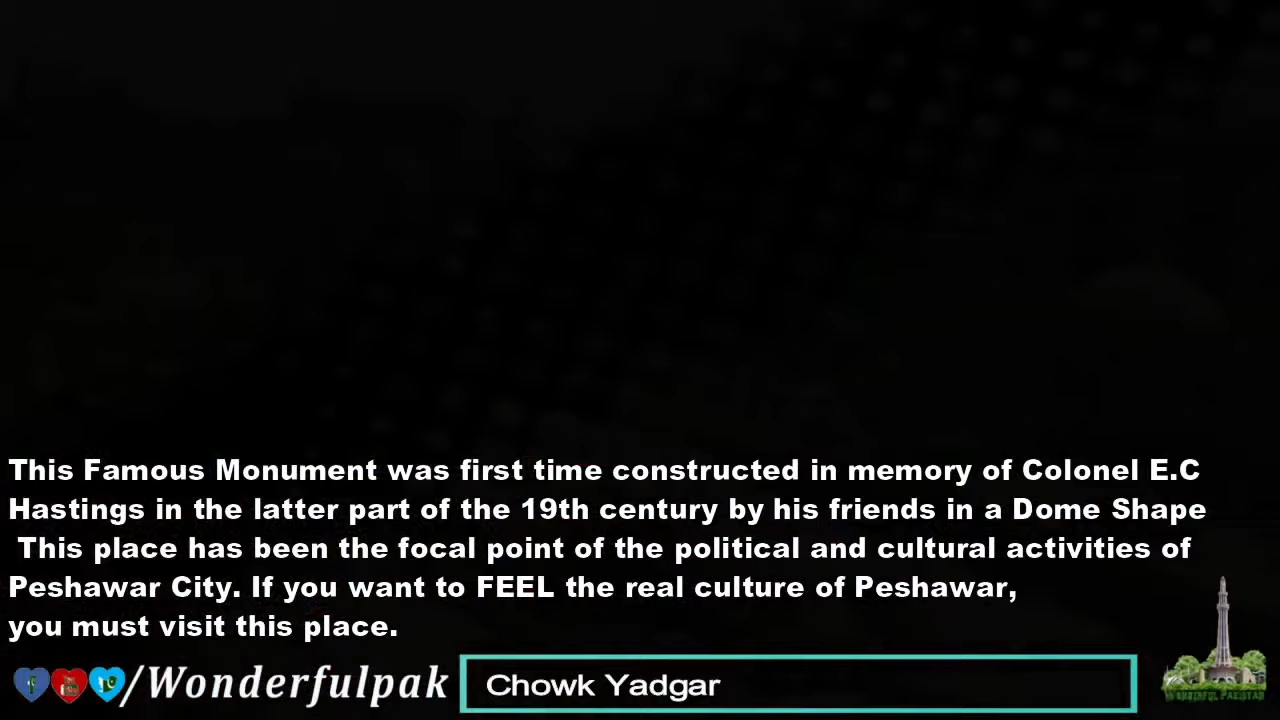 This Famous Monument was first time constructed in memory of Colonel E.C
Hastings in the latter part of the 19th century by his friends in a Dome Shape
This place has been the focal point of the political and cultural activities of
Peshawar City. If you want to FEEL the real culture of Peshawar,
you must visit this place.
/Wonderfulpak
Chowk Yadgar
WONDERFUL PAKISTAN